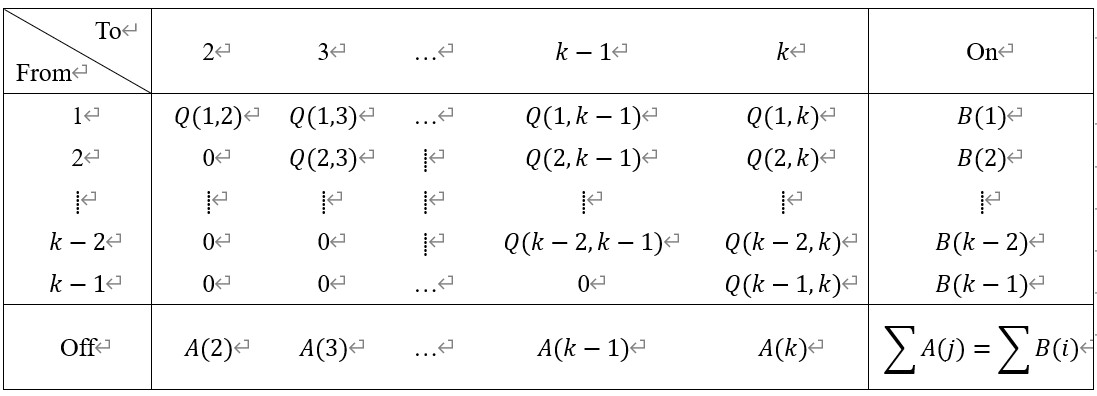 To↵
From↵ 2↵ 3↵ …↵ k − 1↵ k↵ On↵
1↵ Q(1,2)↵ Q(1,3)↵ …↵ Q(1, k − 1)↵ Q(1, k)↵ B(1)↵
2↵ 0↵ Q(2,3)↵ ⋮↵ Q(2, k − 1)↵ Q(2, k)↵ B(2)↵
⋮↵ ⋮↵ ⋮↵ ⋮↵ ⋮↵ ⋮↵ ⋮↵
k − 2↵ 0↵ 0↵ ⋮↵ Q(k − 2, k − 1)↵ Q(k − 2, k)↵ B(k − 2)↵
k − 1↵ 0↵ 0↵ …↵ 0↵ Q(k − 1, k)↵ B(k − 1)↵
Off↵ A(2)↵ A(3)↵ …↵ A(k − 1)↵ A(k)↵ ∑ A(j) = ∑ B(i)↵